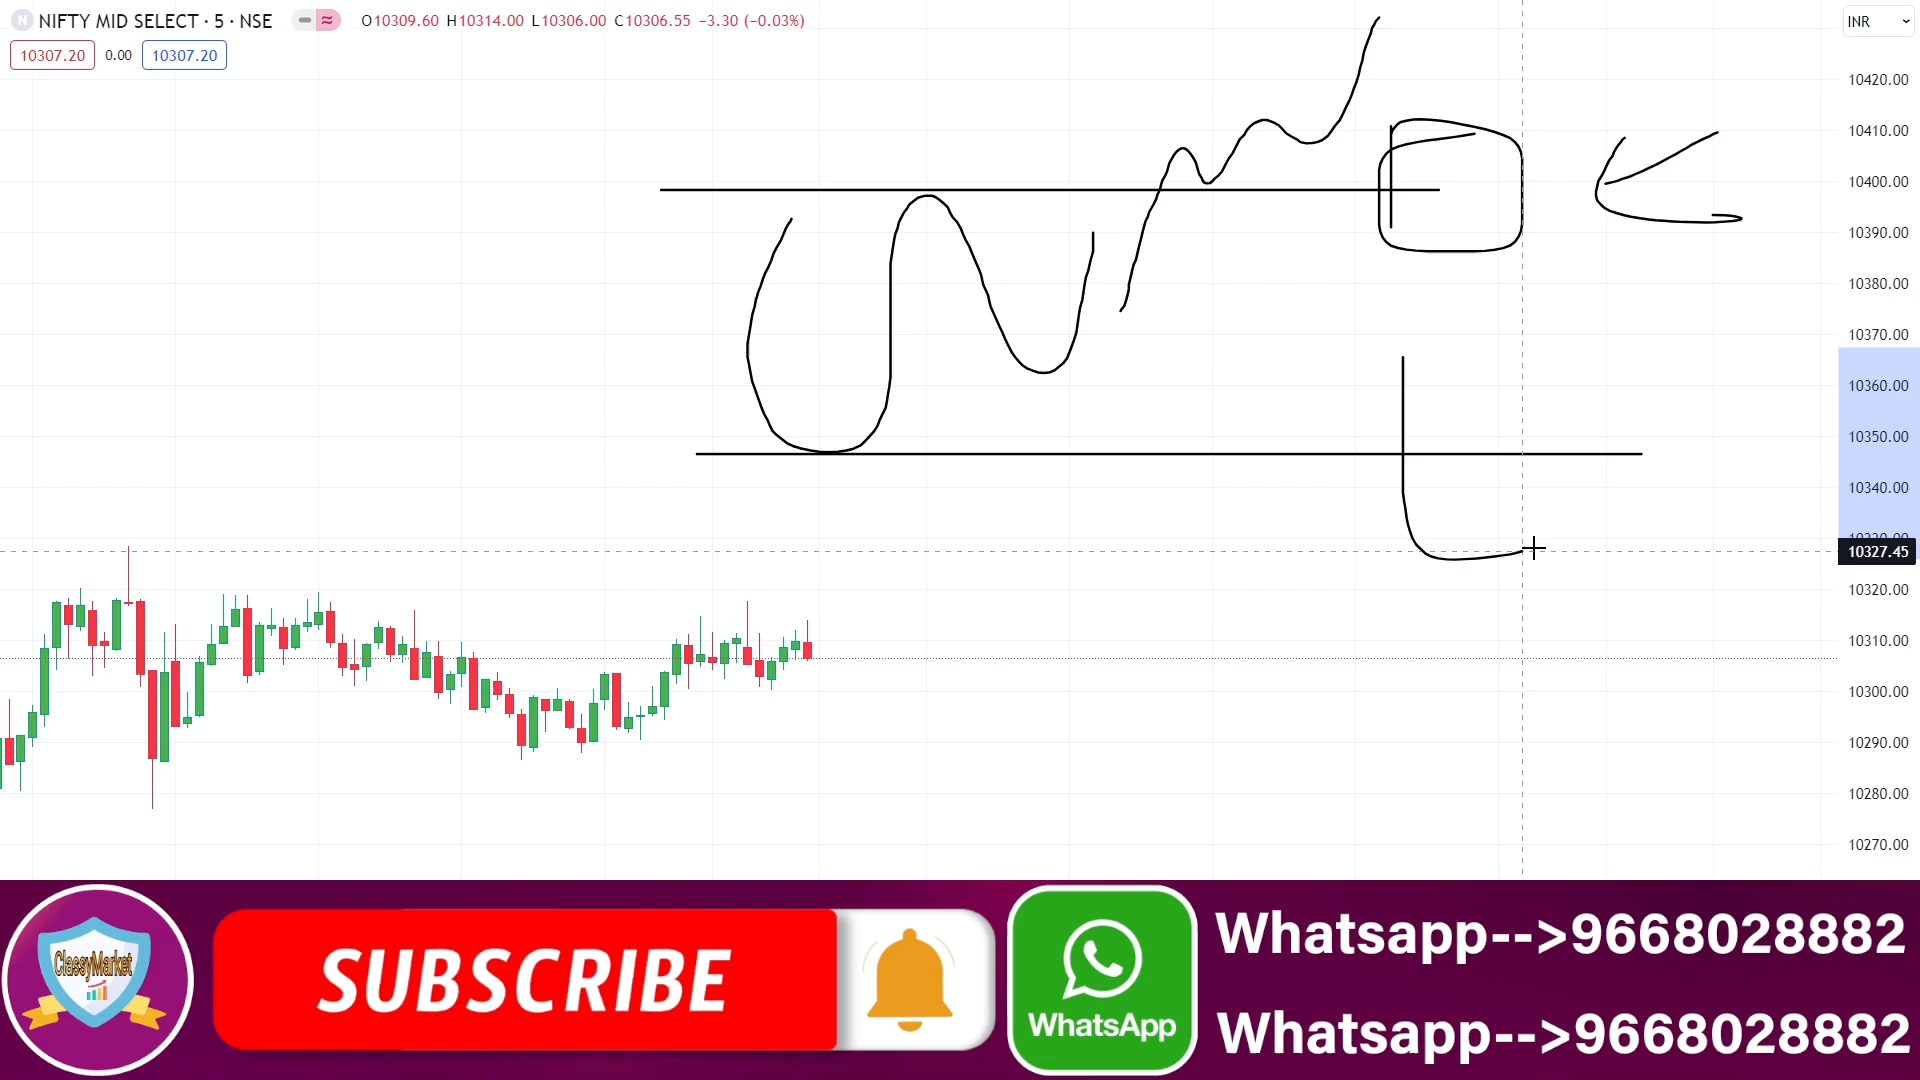 N NIFTY MID SELECT · 5 · NSE O10309.60 H10314.00 L10306.00 C10306.55 −3.30 (−0.03%)
INR
10307.20 0.00 10307.20
10420.00
10410.00
10400.00
10390.00
10380.00
10370.00
10360.00
10350.00
10340.00
10327.45
10320.00
10310.00
10300.00
10290.00
10280.00
10270.00
ClassyMarket
SUBSCRIBE
WhatsApp
Whatsapp-->9668028882
Whatsapp-->9668028882